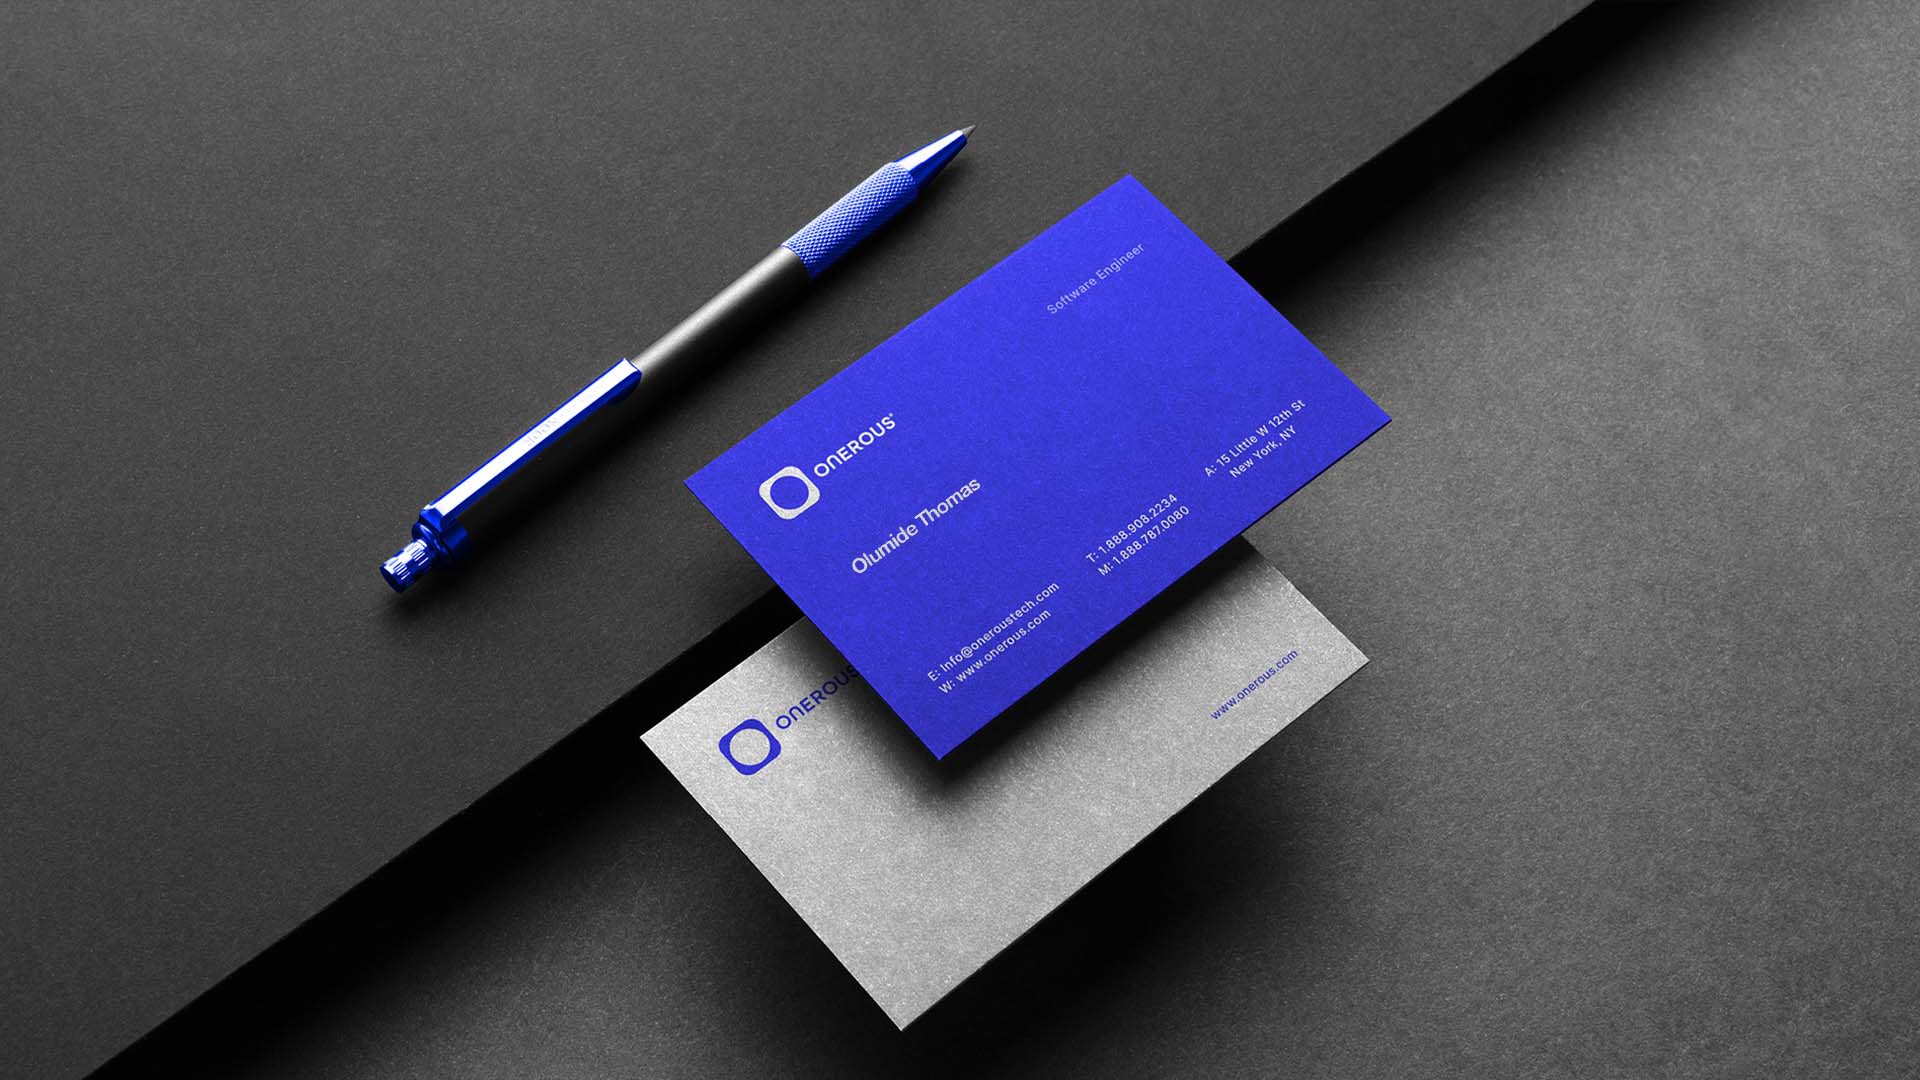 Software Engineer
ONEROUS
Olumide Thomas
A: 15 Little W 12th St
New York, NY
T: 1.888.908.2234
M: 1.888.787.0080
E: Info@oneroustech.com
W: www.onerous.com
ONEROUS
www.onerous.com